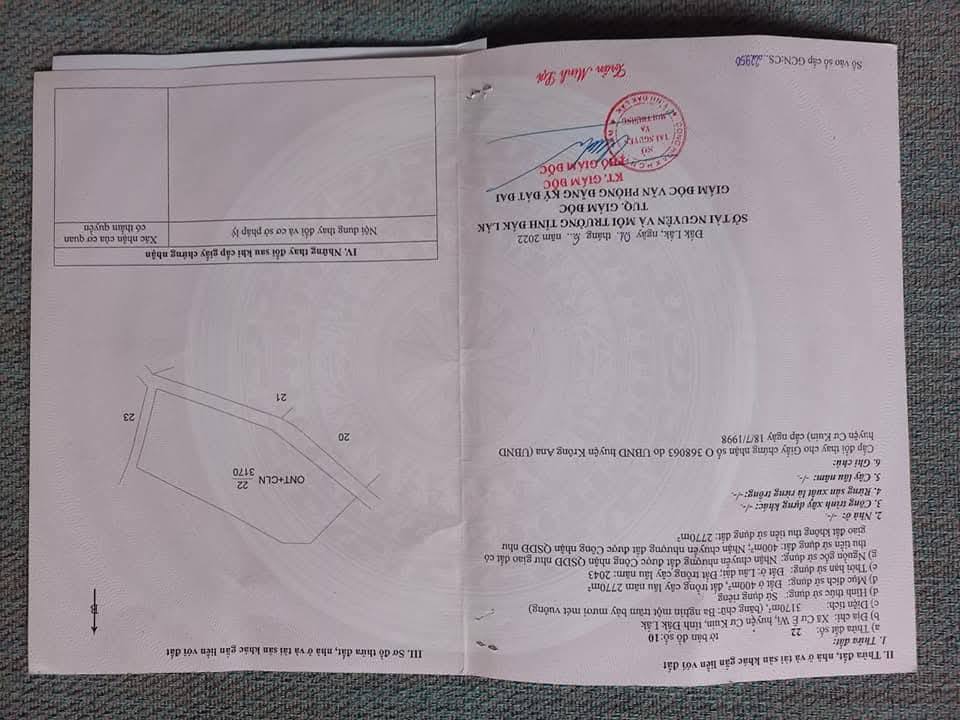 II. Thửa đất, nhà ở và tài sản khác gắn liền với đất
1. Thửa đất:
a) Thửa đất số: 22 tờ bản đồ số: 10
b) Địa chỉ: Xã Cư Ê Wi, huyện Cư Kuin, tỉnh Đắk Lắk
c) Diện tích: 3170m², (bằng chữ: Ba nghìn một trăm bảy mươi mét vuông)
d) Hình thức sử dụng: Sử dụng riêng
đ) Mục đích sử dụng: Đất ở 400m², đất trồng cây lâu năm 2770m²
e) Thời hạn sử dụng: Đất ở: Lâu dài; Đất trồng cây lâu năm: 2043
g) Nguồn gốc sử dụng: Nhận chuyển nhượng đất được Công nhận QSDĐ như giao đất có
thu tiền sử dụng đất: 400m²; Nhận chuyển nhượng đất được Công nhận QSDĐ như
giao đất không thu tiền sử dụng đất: 2770m²
2. Nhà ở: -/-.
3. Công trình xây dựng khác: -/-.
4. Rừng sản xuất là rừng trồng: -/-.
5. Cây lâu năm: -/-.
6. Ghi chú:
Cấp đổi thay cho Giấy chứng nhận số O 368063 do UBND huyện Krông Ana (UBND
huyện Cư Kuin) cấp ngày 18/7/1998
Đắk Lắk, ngày 01 tháng 6 năm 2022
SỞ TÀI NGUYÊN VÀ MÔI TRƯỜNG TỈNH ĐẮK LẮK
TUQ. GIÁM ĐỐC
GIÁM ĐỐC VĂN PHÒNG ĐĂNG KÝ ĐẤT ĐAI
KT. GIÁM ĐỐC
PHÓ GIÁM ĐỐC
SỞ
TÀI NGUYÊN
VÀ
MÔI TRƯỜNG
TỈNH ĐẮK LẮK
Minh
Số vào sổ cấp GCN:CS.
III. Sơ đồ thửa đất, nhà ở và tài sản khác gắn liền với đất
B
ONT+CLN
22
3170
20
21
23
IV. Những thay đổi sau khi cấp giấy chứng nhận
Nội dung thay đổi và cơ sở pháp lý
Xác nhận của cơ quan
có thẩm quyền